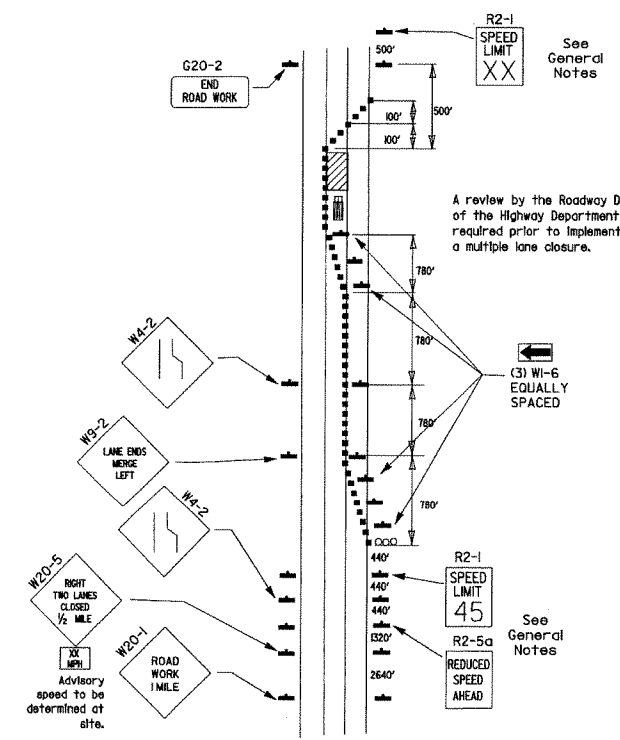 R2-1
SPEED
LIMIT
XX
See
General
Notes
500'
G20-2
END
ROAD WORK
500'
100'
100'
A review by the Roadway D
of the Highway Department
required prior to implement
a multiple lane closure.
780'
780'
W4-2
(3) W1-6
EQUALLY
SPACED
W9-2
LANE ENDS
MERGE
LEFT
780'
780'
W4-2
440'
R2-1
SPEED
LIMIT
45
440'
440'
See
General
Notes
W20-5
RIGHT
TWO LANES
CLOSED
1/2 MILE
XX
MPH
Advisory
speed to be
determined at
site.
1320'
R2-5a
REDUCED
SPEED
AHEAD
W20-1
ROAD
WORK
1 MILE
2640'